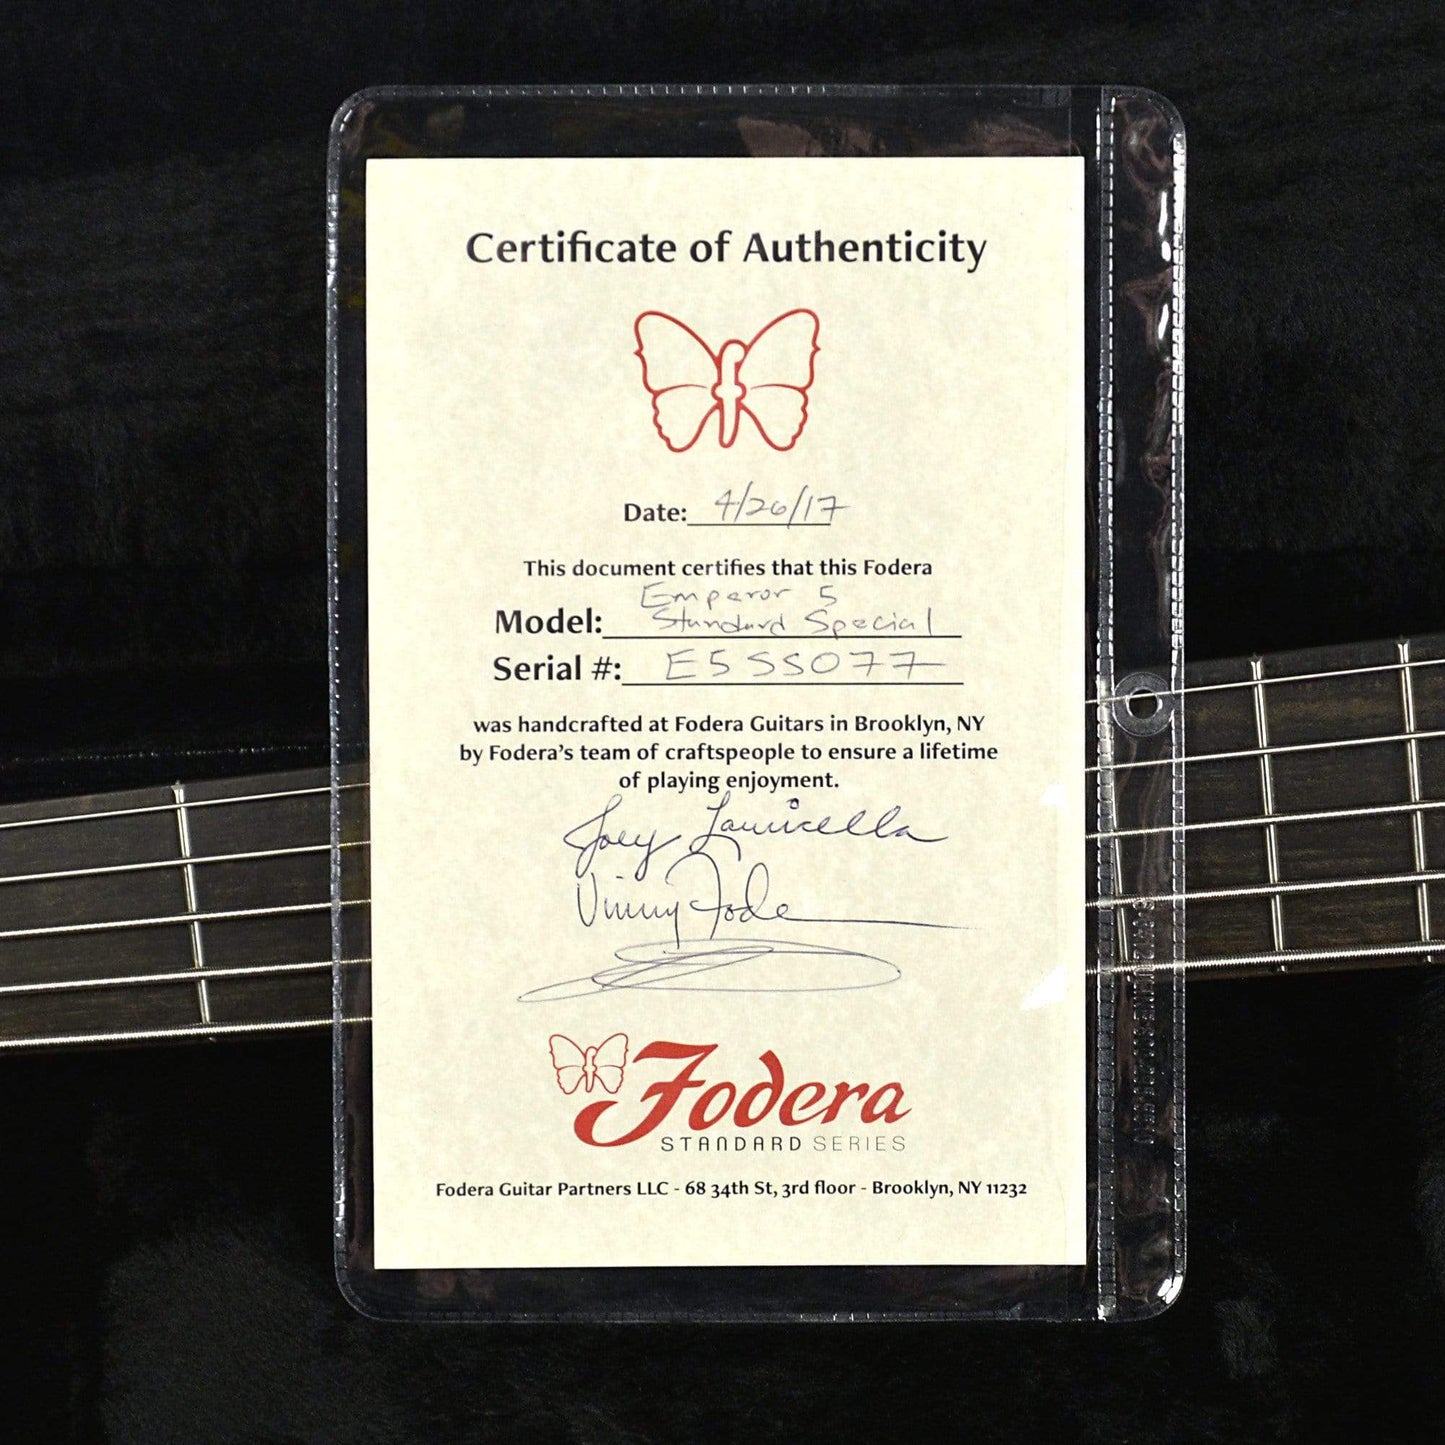 Certificate of Authenticity
Date: 4/26/17
This document certifies that this Fodera
Emperor 5
Model: Standard Special
Serial #: E5SS077
was handcrafted at Fodera Guitars in Brooklyn, NY
by Fodera's team of craftspeople to ensure a lifetime
of playing enjoyment.
Joey Lauricella
Vinny Fodera
Fodera
STANDARD SERIES
Fodera Guitar Partners LLC - 68 34th St, 3rd floor - Brooklyn, NY 11232